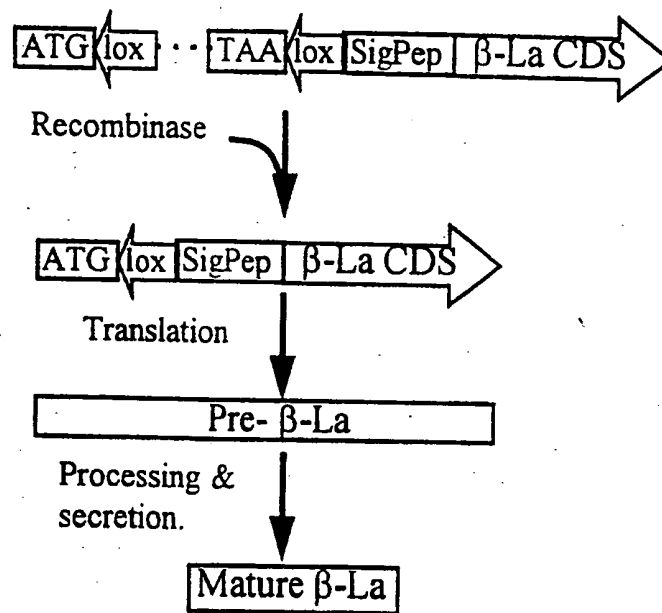 ATG lox ··· TAA lox SigPep β-La CDS
Recombinase
ATG lox SigPep β-La CDS
Translation
Pre- β-La
Processing &
secretion.
Mature β-La